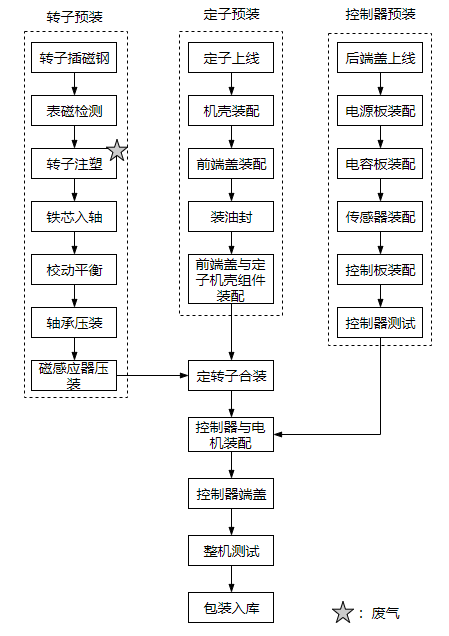 转子预装
定子预装
控制器预装
转子插磁钢
表磁检测
转子注塑
铁芯入轴
校动平衡
轴承压装
磁感应器压
装
定子上线
机壳装配
前端盖装配
装油封
前端盖与定
子机壳组件
装配
后端盖上线
电源板装配
电容板装配
传感器装配
控制板装配
控制器测试
定转子合装
控制器与电
机装配
控制器端盖
整机测试
包装入库
：废气